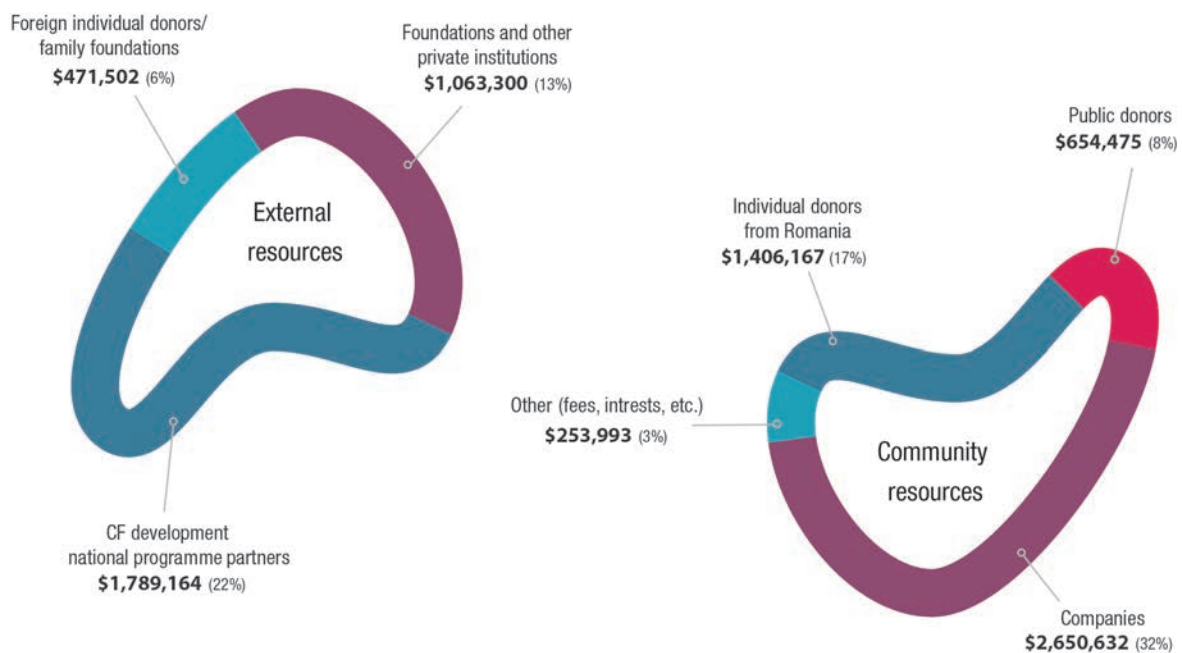 Foreign individual donors/
family foundations
$471,502 (6%)
Foundations and other
private institutions
$1,063,300 (13%)
External
resources
CF development
national programme partners
$1,789,164 (22%)
Public donors
$654,475 (8%)
Individual donors
from Romania
$1,406,167 (17%)
Other (fees, intrests, etc.)
$253,993 (3%)
Community
resources
Companies
$2,650,632 (32%)